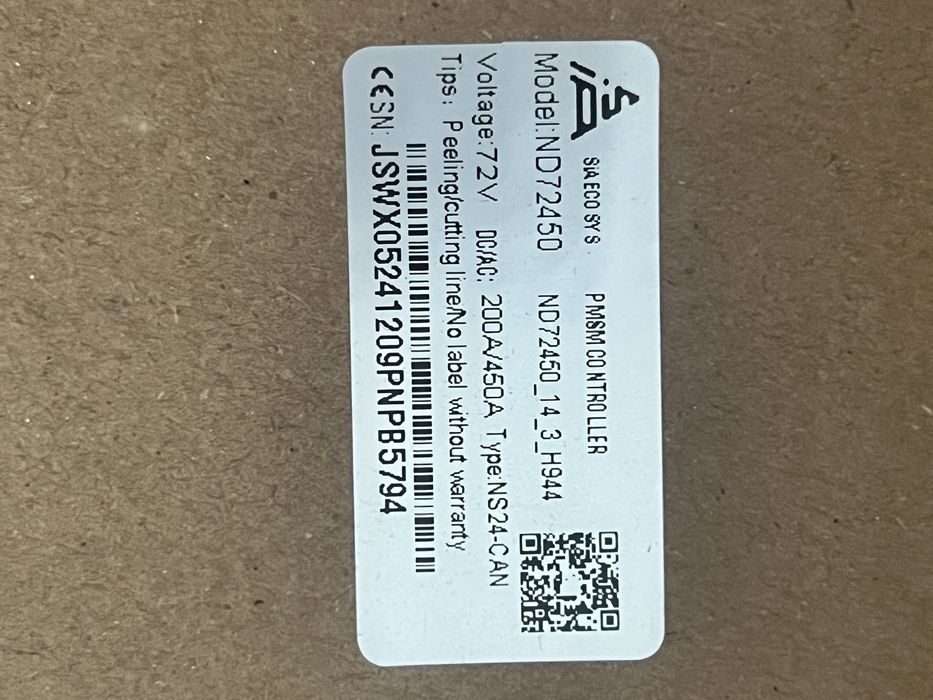 SiA ECO SYS PMSM CONTROLLER
Model:ND72450 ND72450_14_3_H944
Voltage:72V DC/AC: 200A/450A Type:NS24-CAN
Tips: Peeling/cutting line/No label without warranty
CE SN: JSWX05241209PNPB5794